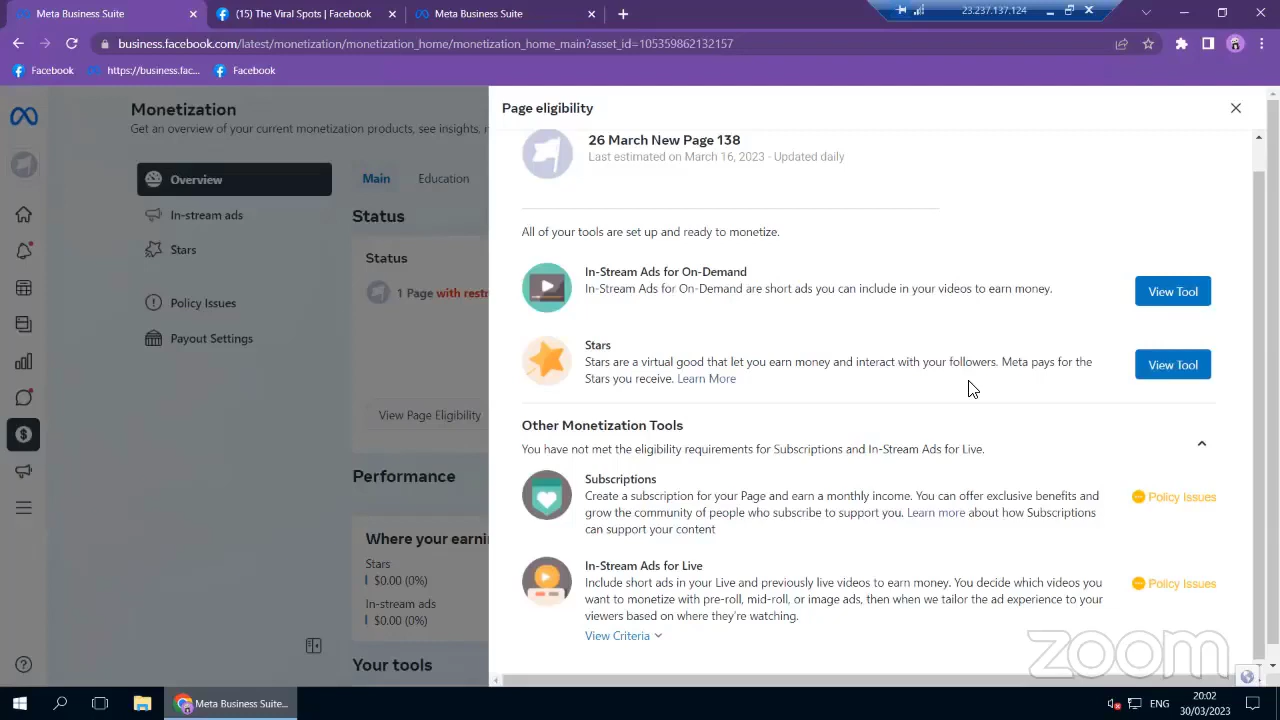 Meta Business Suite
(15) The Viral Spots | Facebook
Meta Business Suite
23.237.137.124
business.facebook.com/latest/monetization/monetization_home/monetization_home_main?asset_id=105359862132157
Facebook
https://business.fac...
Facebook
Monetization
Get an overview of your current monetization products, see insights,
Overview
In-stream ads
Stars
Policy Issues
Payout Settings
Main
Education
Status
Status
1 Page with restr
View Page Eligibility
Performance
Where your earnin
Stars
$0.00 (0%)
In-stream ads
$0.00 (0%)
Your tools
Page eligibility
26 March New Page 138
Last estimated on March 16, 2023 · Updated daily
All of your tools are set up and ready to monetize.
In-Stream Ads for On-Demand
In-Stream Ads for On-Demand are short ads you can include in your videos to earn money.
View Tool
Stars
Stars are a virtual good that let you earn money and interact with your followers. Meta pays for the
Stars you receive. Learn More
View Tool
Other Monetization Tools
You have not met the eligibility requirements for Subscriptions and In-Stream Ads for Live.
Subscriptions
Create a subscription for your Page and earn a monthly income. You can offer exclusive benefits and
grow the community of people who subscribe to support you. Learn more about how Subscriptions
can support your content
Policy Issues
In-Stream Ads for Live
Include short ads in your Live and previously live videos to earn money. You decide which videos you
want to monetize with pre-roll, mid-roll, or image ads, then when we tailor the ad experience to your
viewers based on where they're watching.
View Criteria
Policy Issues
zoom
Meta Business Suite...
ENG
20:02
30/03/2023